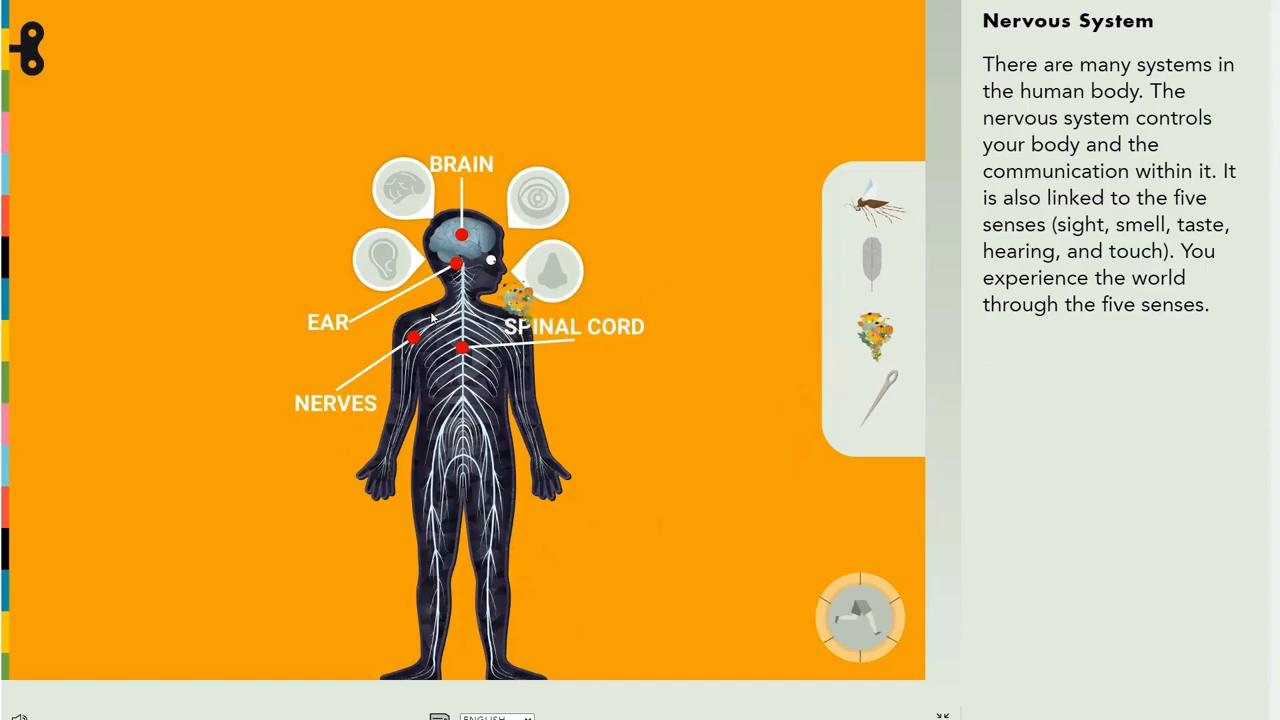 Nervous System
There are many systems in
the human body. The
nervous system controls
your body and the
communication within it. It
is also linked to the five
senses (sight, smell, taste,
hearing, and touch). You
experience the world
through the five senses.
BRAIN
EAR
SPINAL CORD
NERVES
ENGLISH